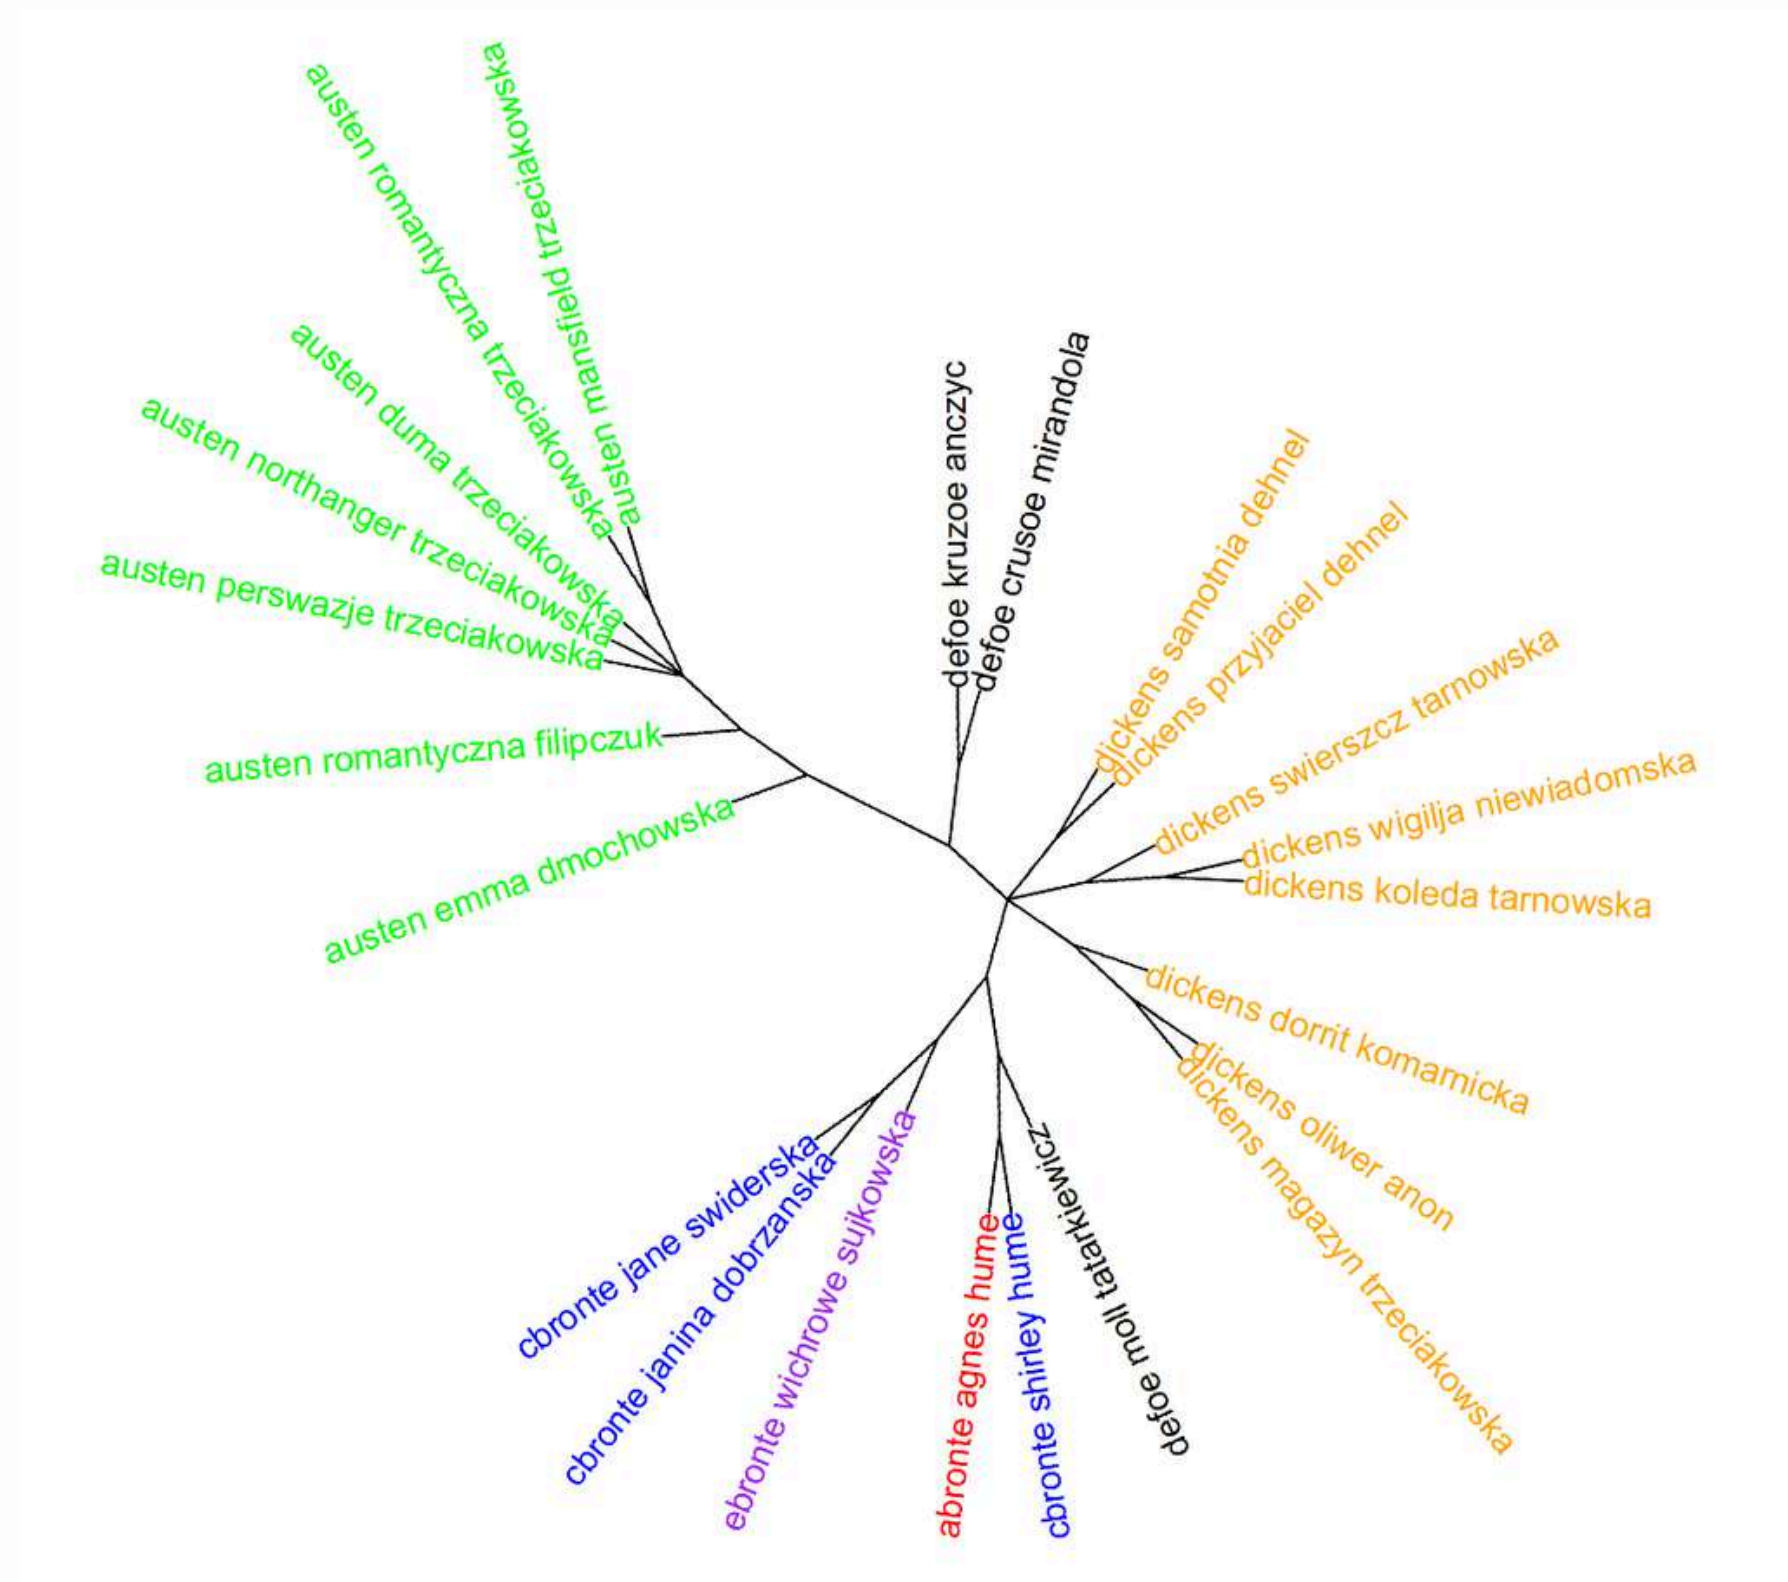 austen mansfield trzeciakowska
austen romantyczna trzeciakowska
austen duma trzeciakowska
austen northanger trzeciakowska
austen perswazje trzeciakowska
austen romantyczna filipczuk
austen emma dmochowska
defoe kruzoe anczyc
defoe crusoe mirandola
dickens samotnia dehnel
dickens przyjaciel dehnel
dickens swierszcz tarnowska
dickens wigilja niewiadomska
dickens koleda tarnowska
dickens dorrit komamicka
dickens oliwer anon
dickens magazyn trzeciakowska
defoe moll tatarkiewicz
cbronte shirley hume
abronte agnes hume
ebronte wichrowe sujkowska
cbronte janina dobrzanska
cbronte jane swiderska